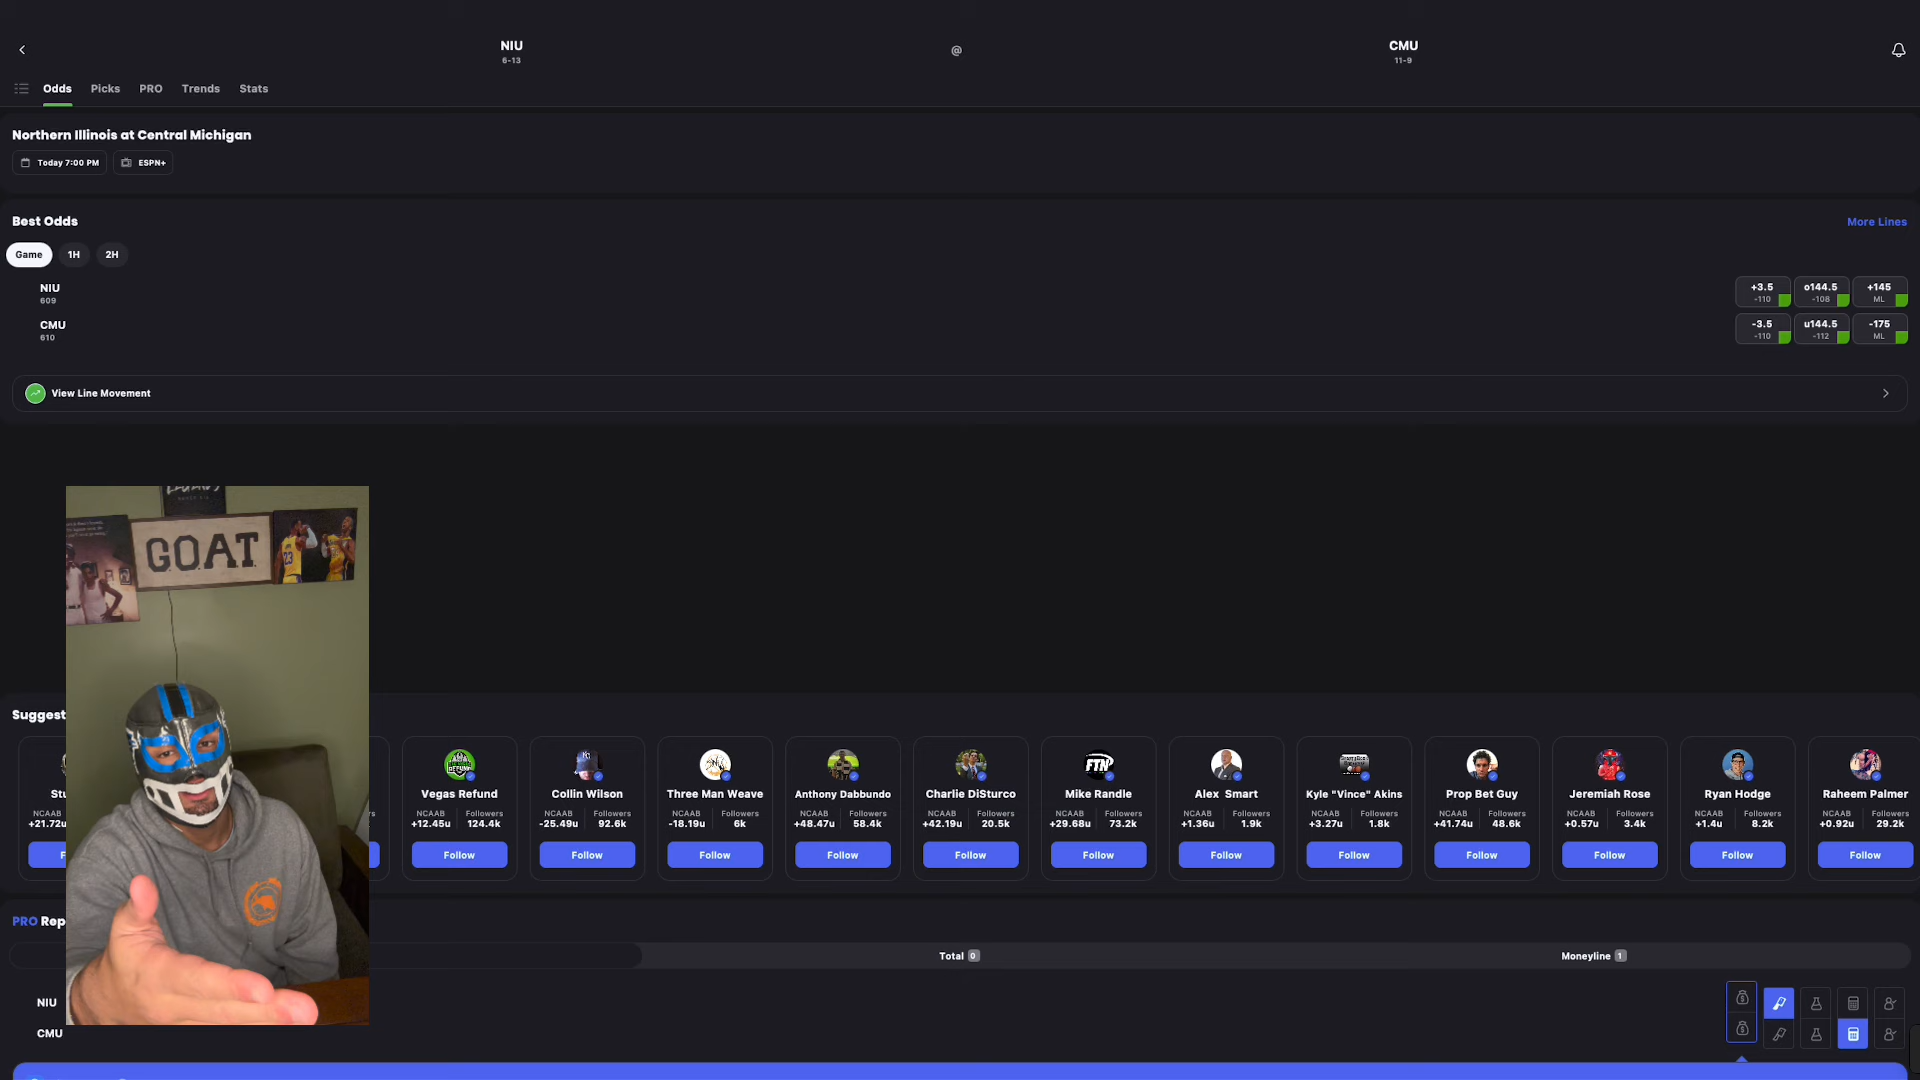 NIU
6-13
@
CMU
11-9
Odds
Picks
PRO
Trends
Stats
Northern Illinois at Central Michigan
Today 7:00 PM
ESPN+
Best Odds
More Lines
Game
1H
2H
NIU
609
+3.5
-110
o144.5
-108
+145
ML
CMU
610
-3.5
-110
u144.5
-112
-175
ML
View Line Movement
G.O.A.T.
23
Suggest
NCAAB
+21.72u
Vegas Refund
NCAAB Followers
+12.45u 124.4k
Follow
Collin Wilson
NCAAB Followers
-25.49u 92.6k
Follow
Three Man Weave
NCAAB Followers
-18.19u 6k
Follow
Anthony Dabbundo
NCAAB Followers
+48.47u 58.4k
Follow
Charlie DiSturco
NCAAB Followers
+42.19u 20.5k
Follow
FTN
Mike Randle
NCAAB Followers
+29.68u 73.2k
Follow
Alex Smart
NCAAB Followers
+1.36u 1.9k
Follow
Kyle "Vince" Akins
NCAAB Followers
+3.27u 1.8k
Follow
Prop Bet Guy
NCAAB Followers
+41.74u 48.6k
Follow
Jeremiah Rose
NCAAB Followers
+0.57u 3.4k
Follow
Ryan Hodge
NCAAB Followers
+1.4u 8.2k
Follow
Raheem Palmer
NCAAB Followers
+0.92u 29.2k
Follow
PRO Rep
Total 0
Moneyline 1
NIU
CMU